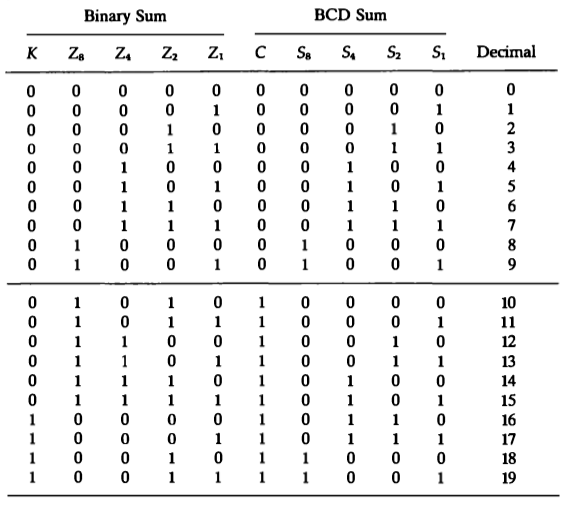 Binary Sum BCD Sum
K Z₈ Z₄ Z₂ Z₁ C S₈ S₄ S₂ S₁ Decimal
0 0 0 0 0 0 0 0 0 0 0
0 0 0 0 1 0 0 0 0 1 1
0 0 0 1 0 0 0 0 1 0 2
0 0 0 1 1 0 0 0 1 1 3
0 0 1 0 0 0 0 1 0 0 4
0 0 1 0 1 0 0 1 0 1 5
0 0 1 1 0 0 0 1 1 0 6
0 0 1 1 1 0 0 1 1 1 7
0 1 0 0 0 0 1 0 0 0 8
0 1 0 0 1 0 1 0 0 1 9
0 1 0 1 0 1 0 0 0 0 10
0 1 0 1 1 1 0 0 0 1 11
0 1 1 0 0 1 0 0 1 0 12
0 1 1 0 1 1 0 0 1 1 13
0 1 1 1 0 1 0 1 0 0 14
0 1 1 1 1 1 0 1 0 1 15
1 0 0 0 0 1 0 1 1 0 16
1 0 0 0 1 1 0 1 1 1 17
1 0 0 1 0 1 1 0 0 0 18
1 0 0 1 1 1 1 0 0 1 19